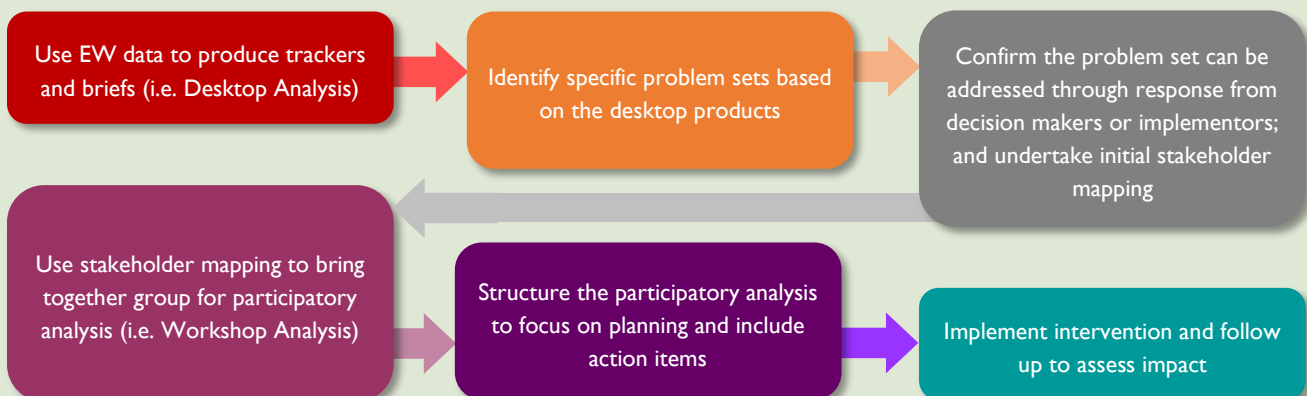 Use EW data to produce trackers
and briefs (i.e. Desktop Analysis)
Identify specific problem sets based
on the desktop products
Confirm the problem set can be
addressed through response from
decision makers or implementors;
and undertake initial stakeholder
mapping
Use stakeholder mapping to bring
together group for participatory
analysis (i.e. Workshop Analysis)
Structure the participatory analysis
to focus on planning and include
action items
Implement intervention and follow
up to assess impact